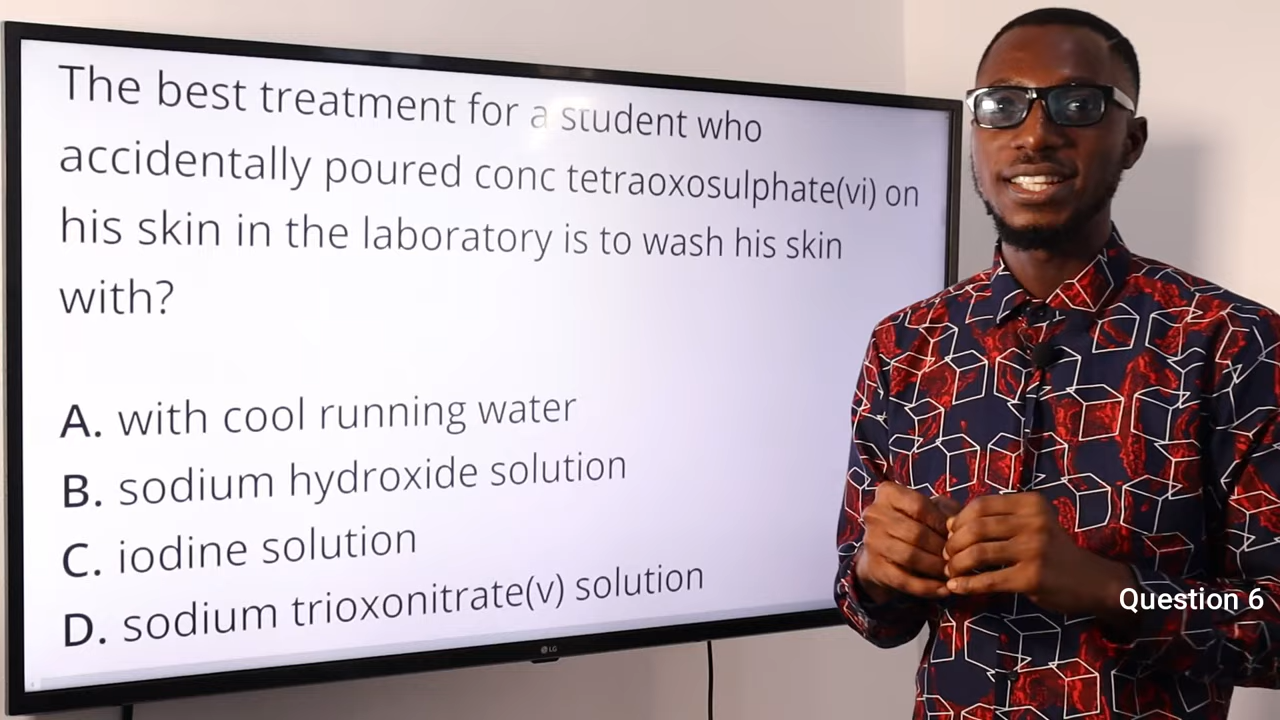 The best treatment for a student who
accidentally poured conc tetraoxosulphate(vi) on
his skin in the laboratory is to wash his skin
with?
A. with cool running water
B. sodium hydroxide solution
C. iodine solution
D. sodium trioxonitrate(v) solution
LG
Question 6